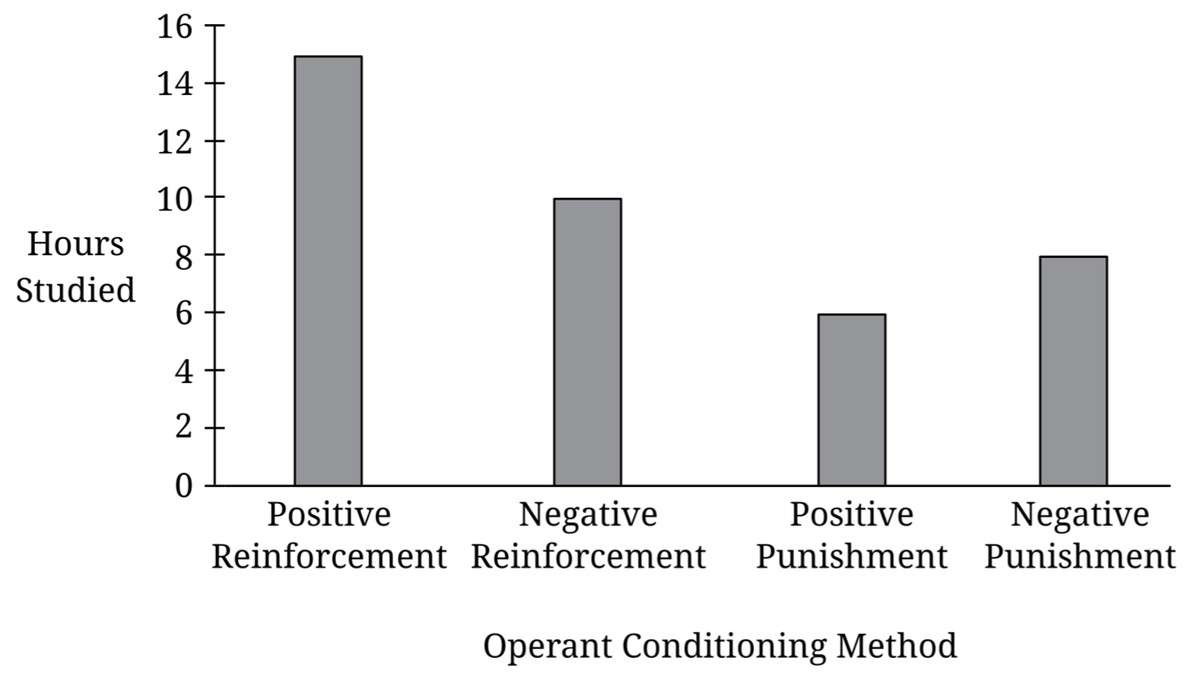 16
14
12
10
8
6
4
2
0
Hours
Studied
Positive
Reinforcement
Negative
Reinforcement
Positive
Punishment
Negative
Punishment
Operant Conditioning Method